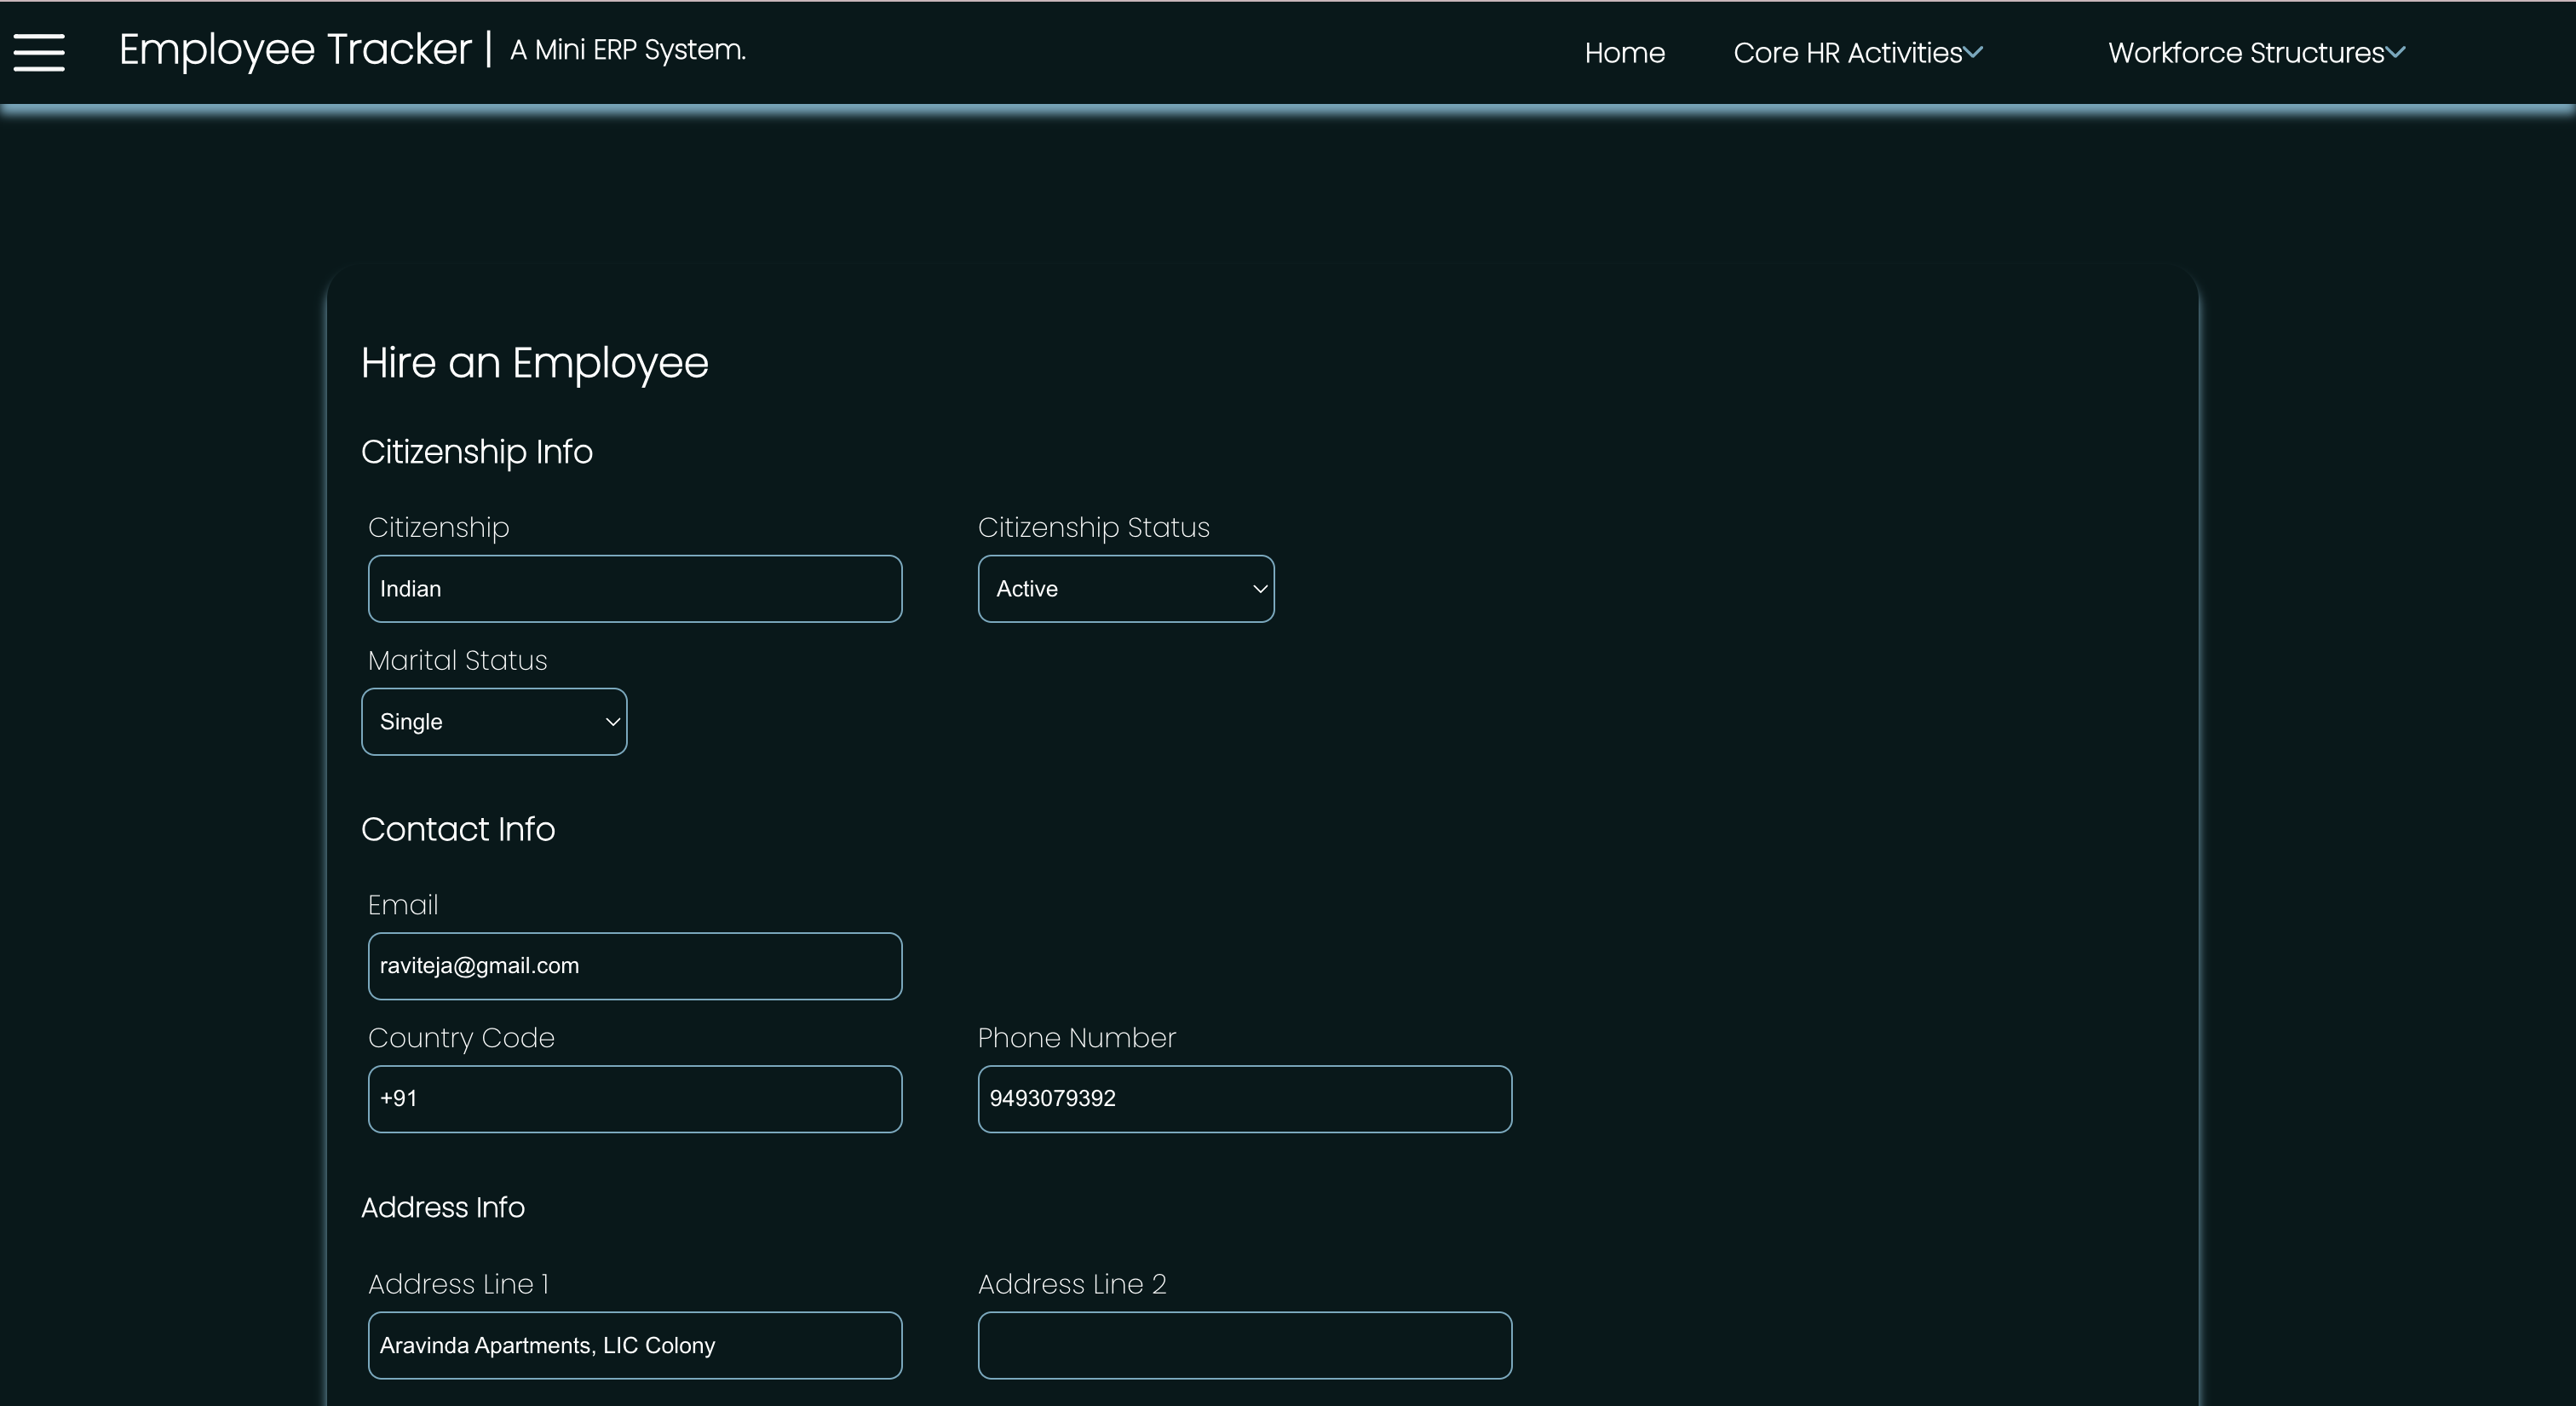 Employee Tracker | A Mini ERP System.
Home Core HR Activities Workforce Structures
Hire an Employee
Citizenship Info
Citizenship Citizenship Status
Indian Active
Marital Status
Single
Contact Info
Email
raviteja@gmail.com
Country Code Phone Number
+91 9493079392
Address Info
Address Line 1 Address Line 2
Aravinda Apartments, LIC Colony